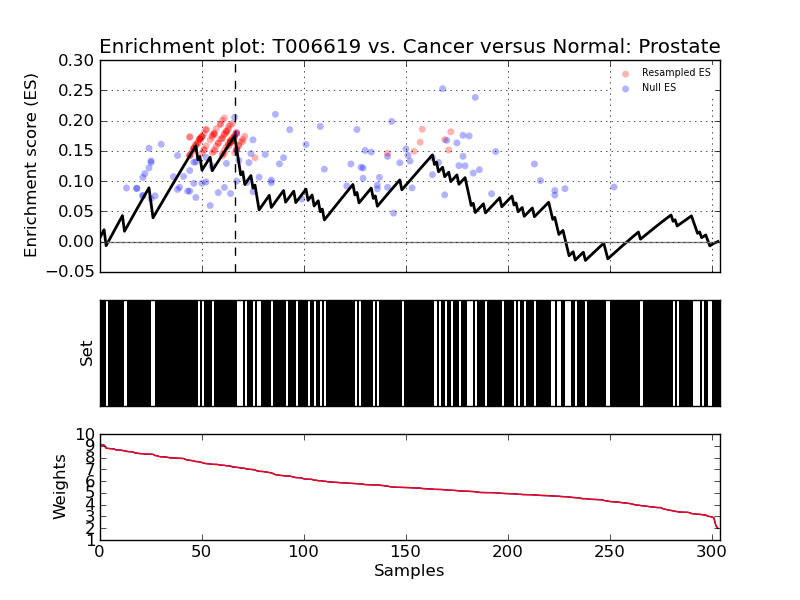 Enrichment plot: T006619 vs. Cancer versus Normal: Prostate
0.30
0.25
0.20
0.15
0.10
0.05
0.00
−0.05
Enrichment score (ES)
Resampled ES
Null ES
Set
10
9
8
7
6
5
4
3
2
1
Weights
0 50 100 150 200 250 300
Samples